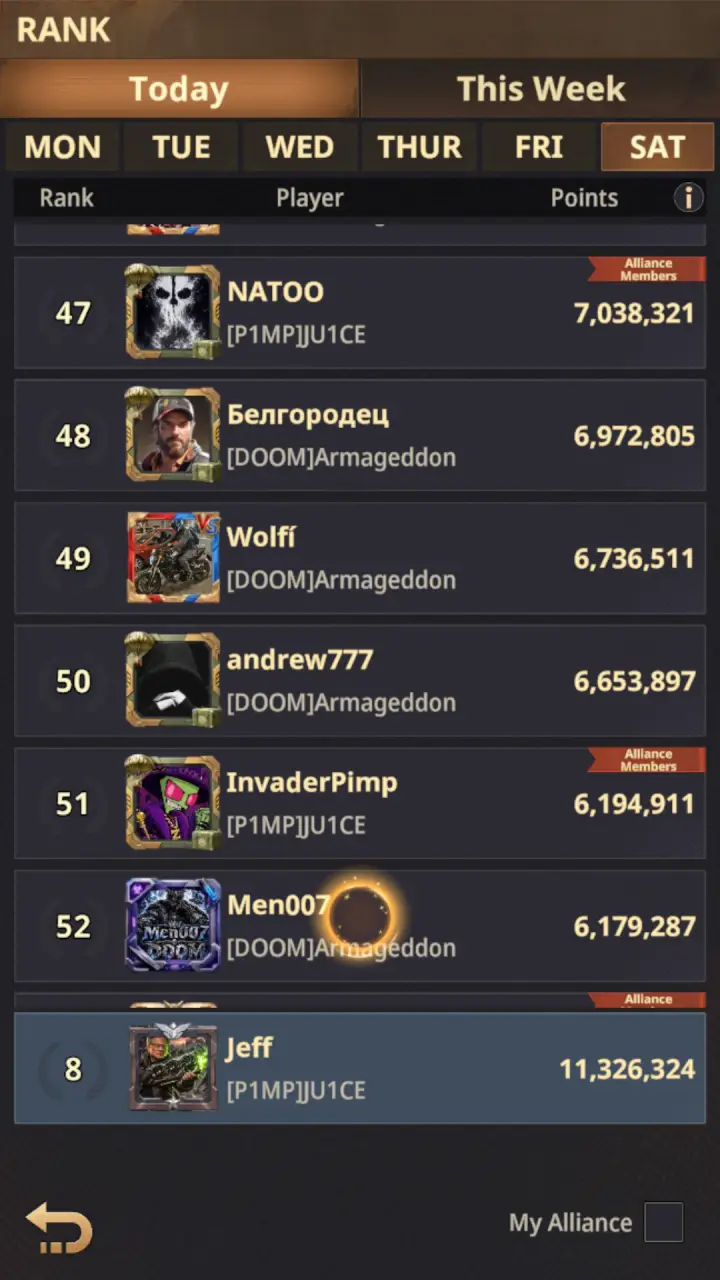 RANK
Today
This Week
MON
TUE
WED
THUR
FRI
SAT
Rank
Player
Points
i
Alliance
Members
47
NATOO
[P1MP]JU1CE
7,038,321
48
Белгородец
[DOOM]Armageddon
6,972,805
49
VS
Wolfí
[DOOM]Armageddon
6,736,511
50
andrew777
[DOOM]Armageddon
6,653,897
Alliance
Members
51
InvaderPimp
[P1MP]JU1CE
6,194,911
52
Men007
DOOM
Men007
[DOOM]Armageddon
6,179,287
Alliance
8
Jeff
[P1MP]JU1CE
11,326,324
My Alliance